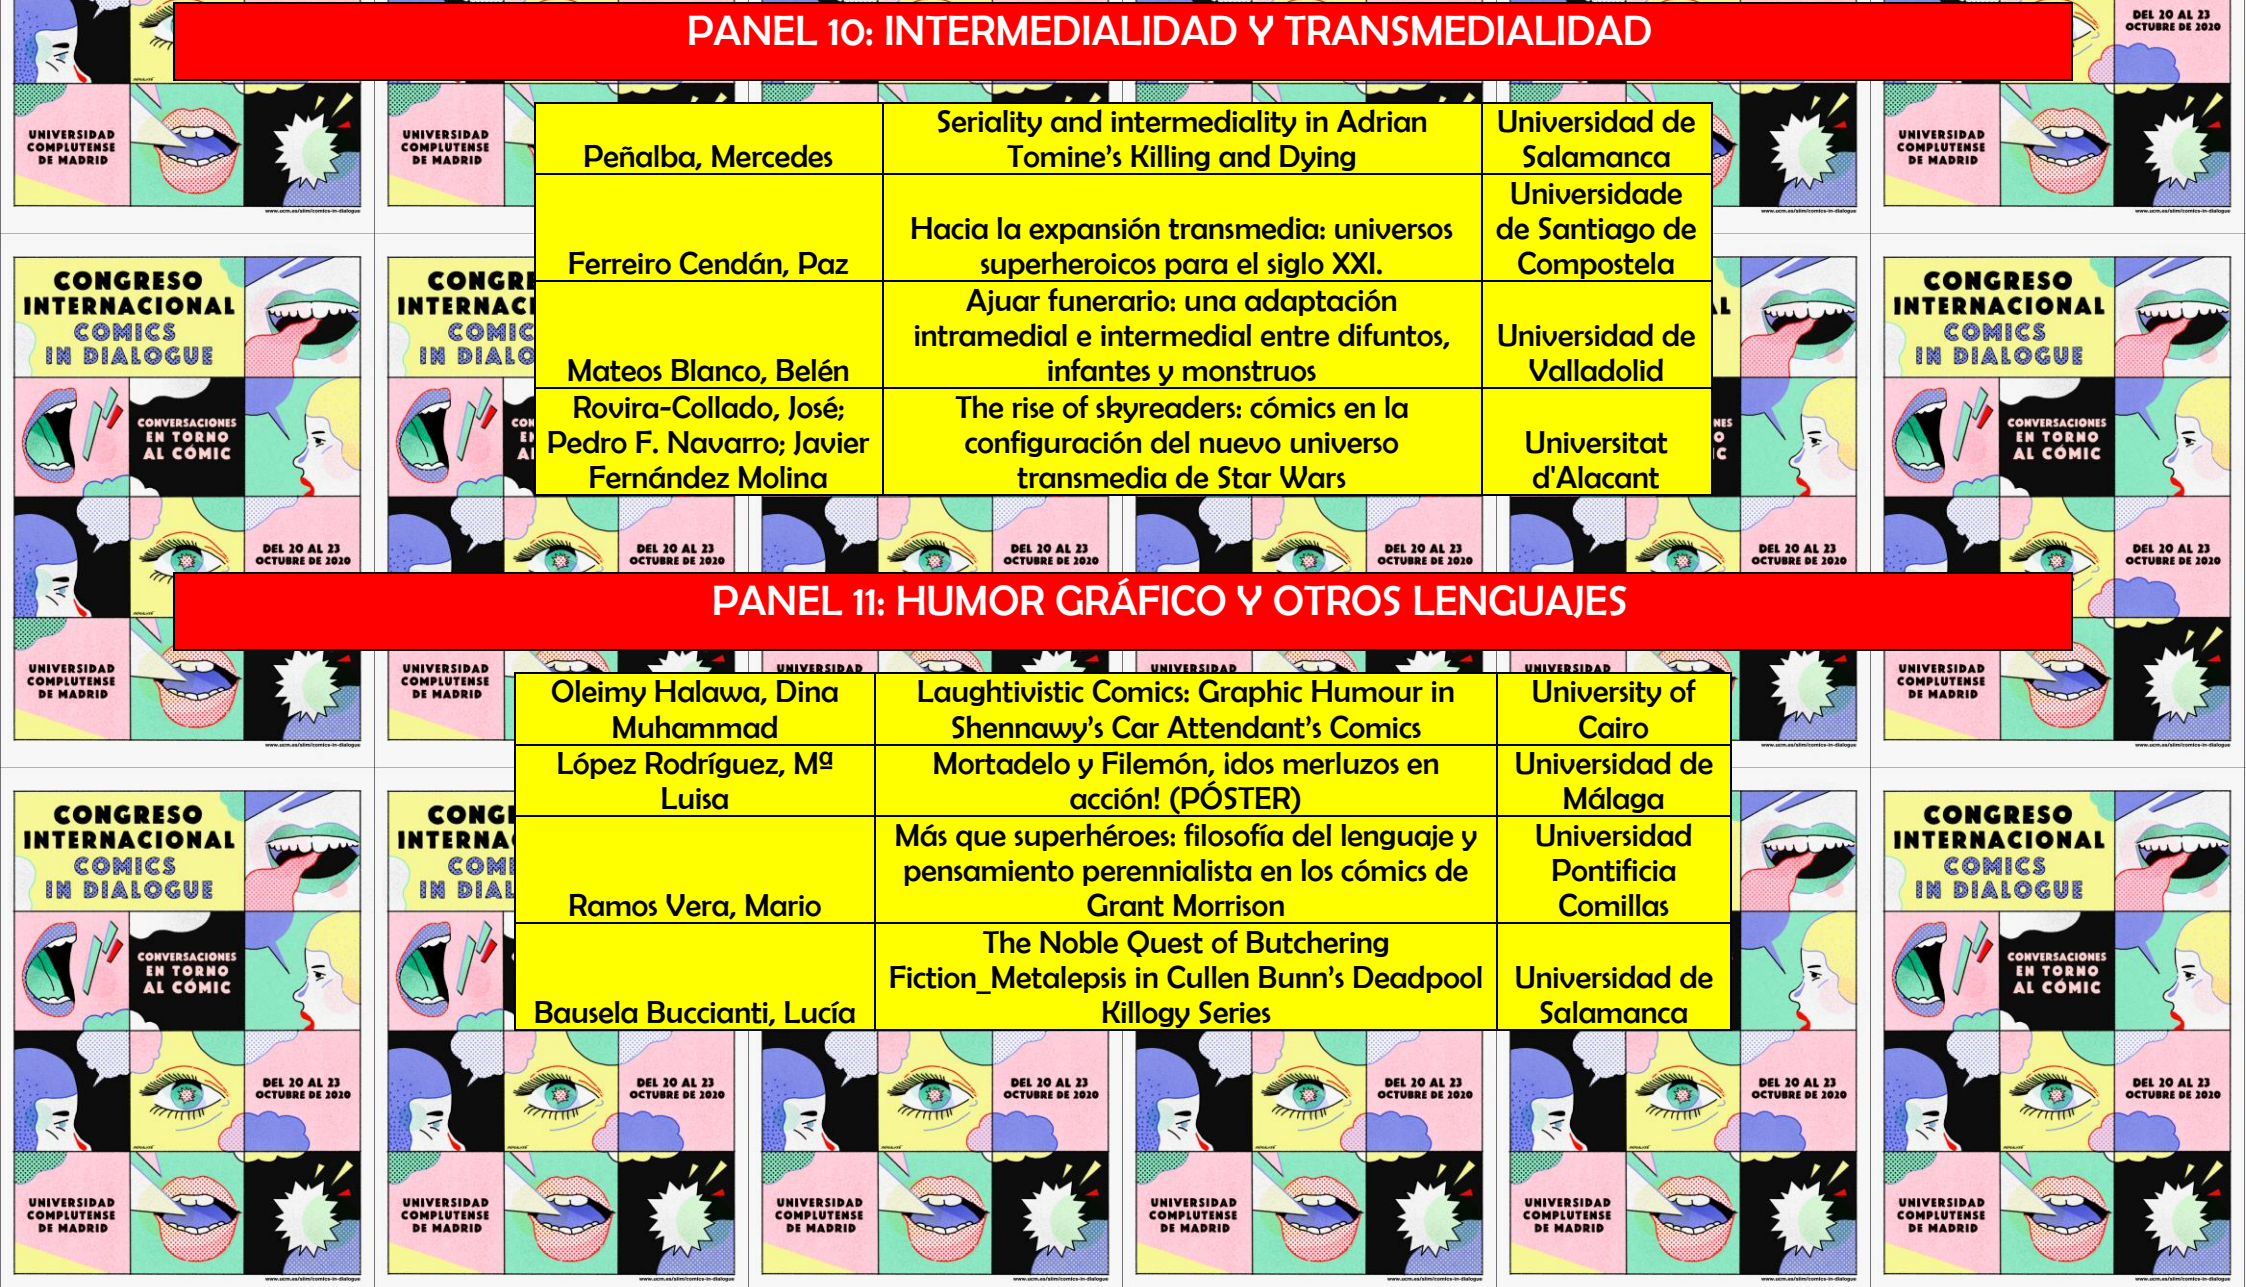 PANEL 10: INTERMEDIALIDAD Y TRANSMEDIALIDAD
Peñalba, Mercedes
Seriality and intermediality in Adrian
Tomine’s Killing and Dying
Universidad de
Salamanca
Ferreiro Cendán, Paz
Hacia la expansión transmedia: universos
superheroicos para el siglo XXI.
Universidade
de Santiago de
Compostela
Mateos Blanco, Belén
Ajuar funerario: una adaptación
intramedial e intermedial entre difuntos,
infantes y monstruos
Universidad de
Valladolid
Rovira-Collado, José;
Pedro F. Navarro; Javier
Fernández Molina
The rise of skyreaders: cómics en la
configuración del nuevo universo
transmedia de Star Wars
Universitat
d'Alacant
PANEL 11: HUMOR GRÁFICO Y OTROS LENGUAJES
Oleimy Halawa, Dina
Muhammad
Laughtivistic Comics: Graphic Humour in
Shennawy’s Car Attendant’s Comics
University of
Cairo
López Rodríguez, Mª
Luisa
Mortadelo y Filemón, ¡dos merluzos en
acción! (PÓSTER)
Universidad de
Málaga
Ramos Vera, Mario
Más que superhéroes: filosofía del lenguaje y
pensamiento perennialista en los cómics de
Grant Morrison
Universidad
Pontificia
Comillas
Bausela Buccianti, Lucía
The Noble Quest of Butchering
Fiction_Metalepsis in Cullen Bunn’s Deadpool
Killogy Series
Universidad de
Salamanca
CONGRESO
INTERNACIONAL
COMICS
IN DIALOGUE
CONVERSACIONES
EN TORNO
AL CÓMIC
DEL 20 AL 23
OCTUBRE DE 2020
UNIVERSIDAD
COMPLUTENSE
DE MADRID
www.ucm.es/siim/comics-in-dialogue